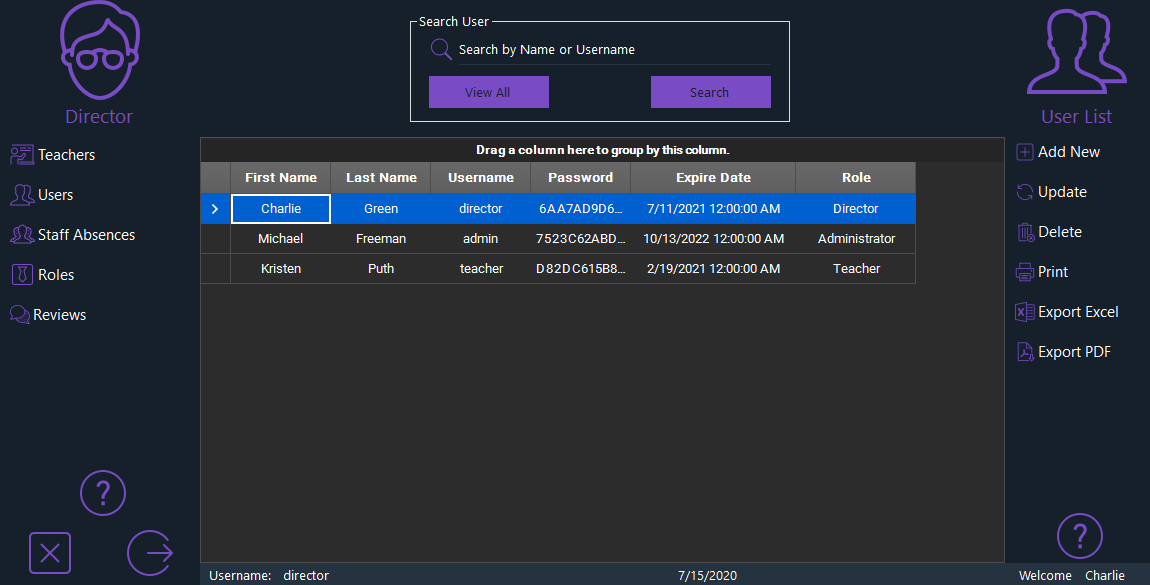 Search User
Search by Name or Username
View All
Search
Director
Teachers
Users
Staff Absences
Roles
Reviews
Drag a column here to group by this column.
First Name Last Name Username Password Expire Date Role
Charlie Green director 6AA7AD9D6... 7/11/2021 12:00:00 AM Director
Michael Freeman admin 7523C62ABD... 10/13/2022 12:00:00 AM Administrator
Kristen Puth teacher D82DC615B8... 2/19/2021 12:00:00 AM Teacher
User List
Add New
Update
Delete
Print
Export Excel
Export PDF
?
?
Username: director 7/15/2020 Welcome Charlie